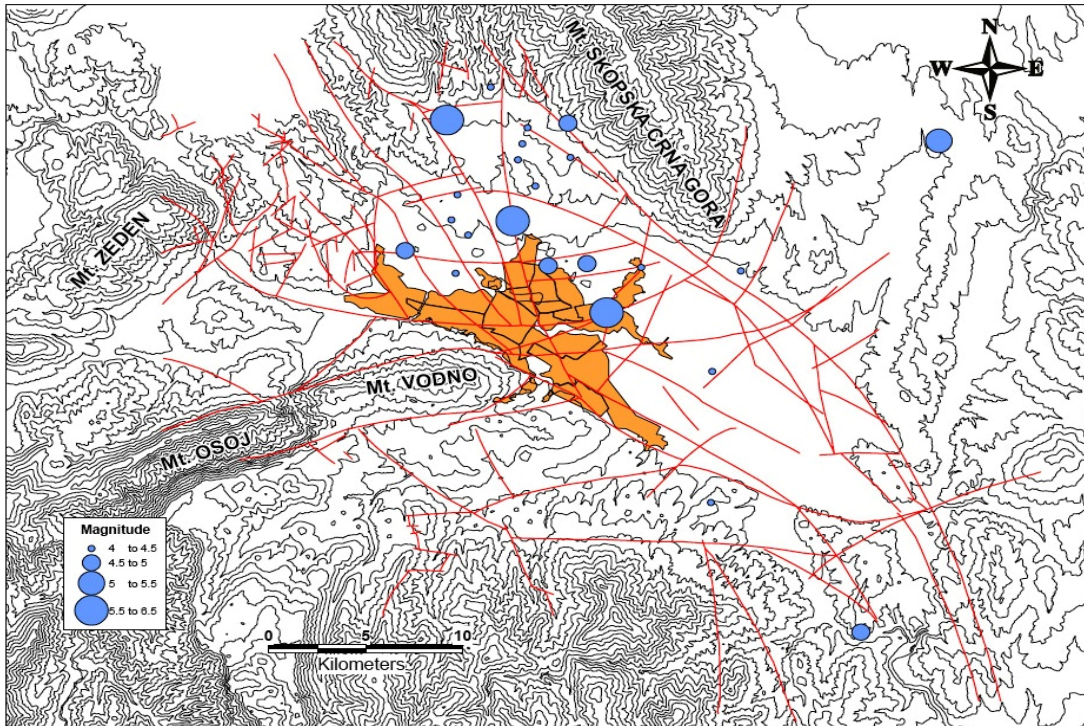 N
W E
S
Mt. SKOPSKA CRNA GORA
Mt. ZEDEN
Mt. VODNO
Mt. OSOJ
Magnitude
4 to 4.5
4.5 to 5
5 to 5.5
5.5 to 6.5
0 5 10
Kilometers